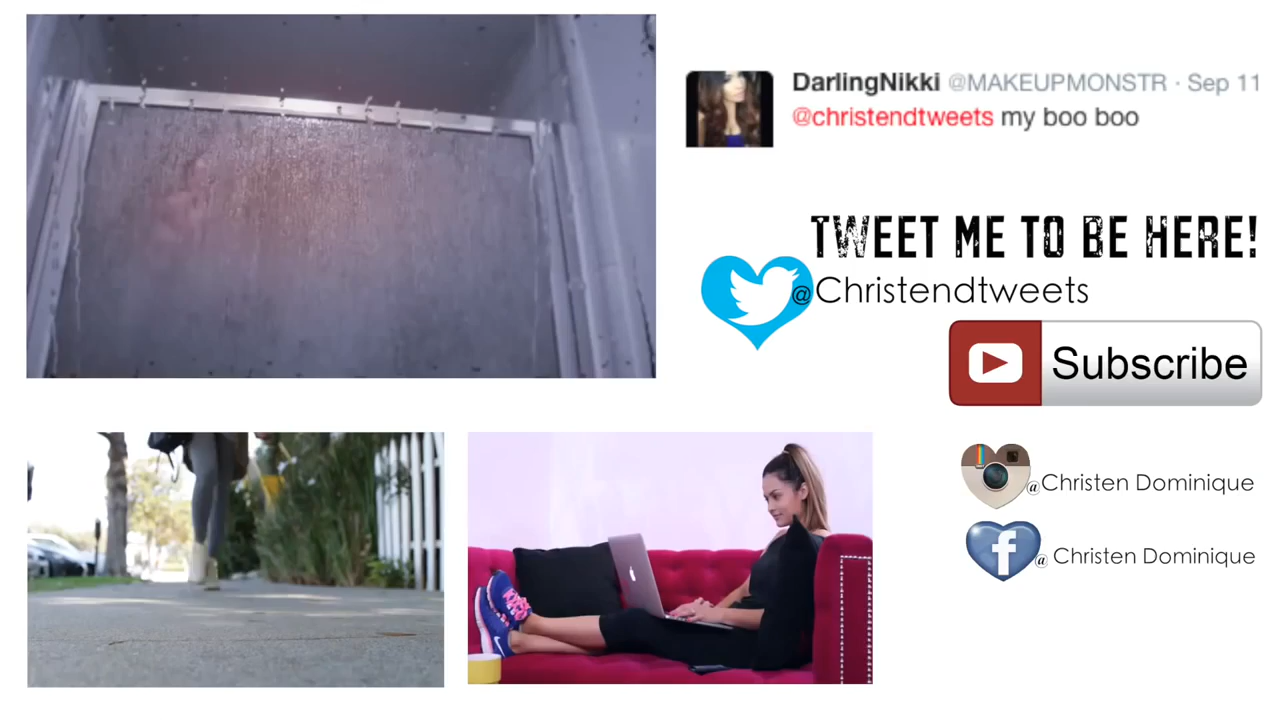 DarlingNikki @MAKEUPMONSTR · Sep 11
@christendtweets my boo boo
TWEET ME TO BE HERE!
@Christendtweets
Subscribe
@Christen Dominique
f
@ Christen Dominique